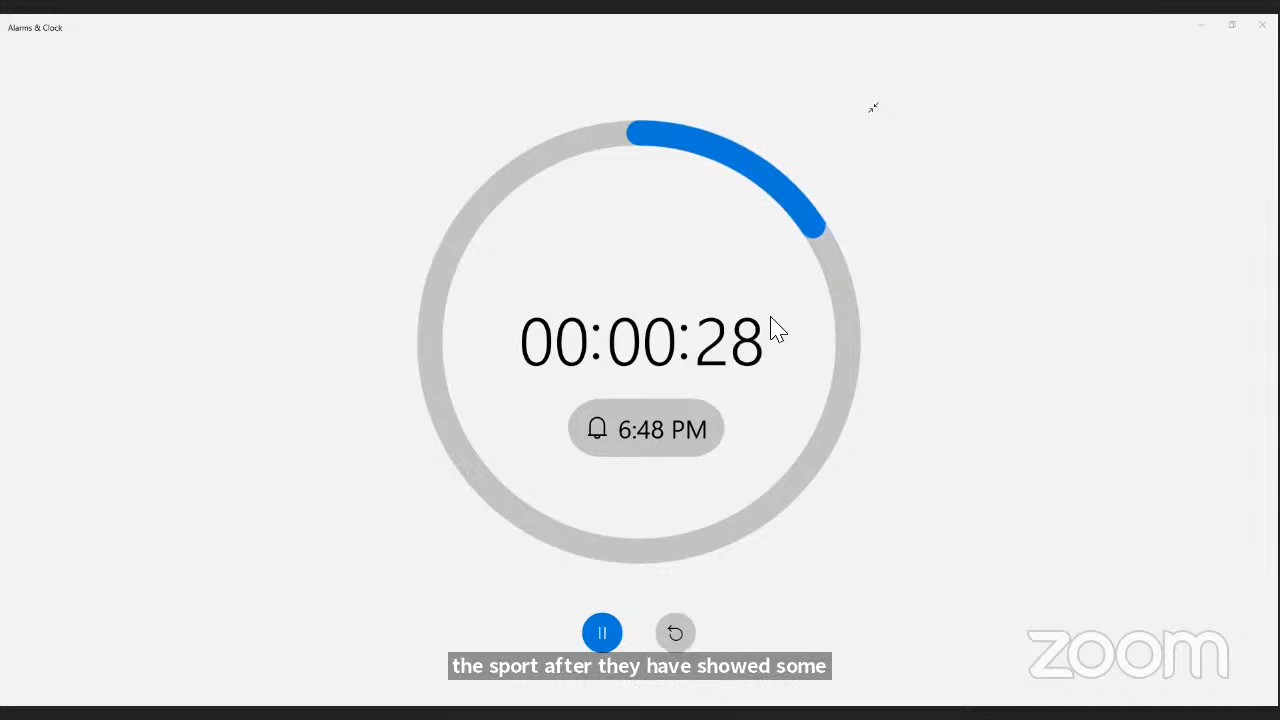 Alarms & Clock
00:00:28
6:48 PM
the sport after they have showed some
zoom